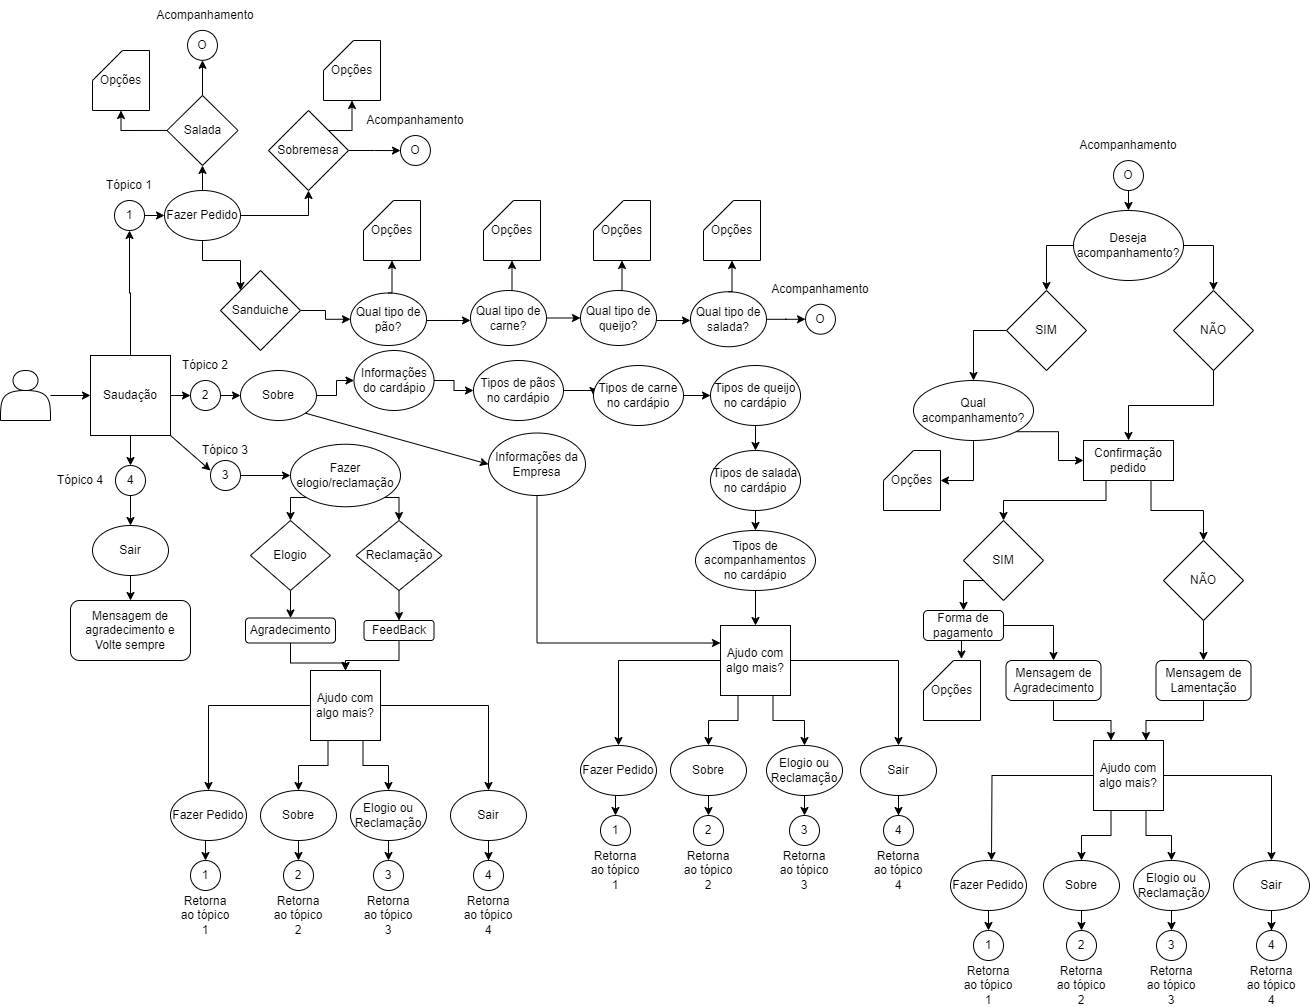 Acompanhamento
O
Opções
Salada
Opções
Sobremesa
Acompanhamento
O
Tópico 1
1
Fazer Pedido
Sanduiche
Opções
Opções
Opções
Opções
Qual tipo de
pão?
Qual tipo de
carne?
Qual tipo de
queijo?
Qual tipo de
salada?
Acompanhamento
O
Saudação
Tópico 2
2
Sobre
Informações
do cardápio
Tipos de pãos
no cardápio
Tipos de carne
no cardápio
Tipos de queijo
no cardápio
Tipos de salada
no cardápio
Tipos de
acompanhamentos
no cardápio
Informações da
Empresa
Tópico 3
3
Fazer
elogio/reclamação
Elogio
Reclamação
Agradecimento
FeedBack
Tópico 4
4
Sair
Mensagem de
agradecimento e
Volte sempre
Ajudo com
algo mais?
Fazer Pedido
Sobre
Elogio ou
Reclamação
Sair
1
2
3
4
Retorna
ao tópico
1
Retorna
ao tópico
2
Retorna
ao tópico
3
Retorna
ao tópico
4
Ajudo com
algo mais?
Fazer Pedido
Sobre
Elogio ou
Reclamação
Sair
1
2
3
4
Retorna
ao tópico
1
Retorna
ao tópico
2
Retorna
ao tópico
3
Retorna
ao tópico
4
Acompanhamento
O
Deseja
acompanhamento?
SIM
NÃO
Qual
acompanhamento?
Opções
Confirmação
pedido
SIM
NÃO
Forma de
pagamento
Opções
Mensagem de
Agradecimento
Mensagem de
Lamentação
Ajudo com
algo mais?
Fazer Pedido
Sobre
Elogio ou
Reclamação
Sair
1
2
3
4
Retorna
ao tópico
1
Retorna
ao tópico
2
Retorna
ao tópico
3
Retorna
ao tópico
4